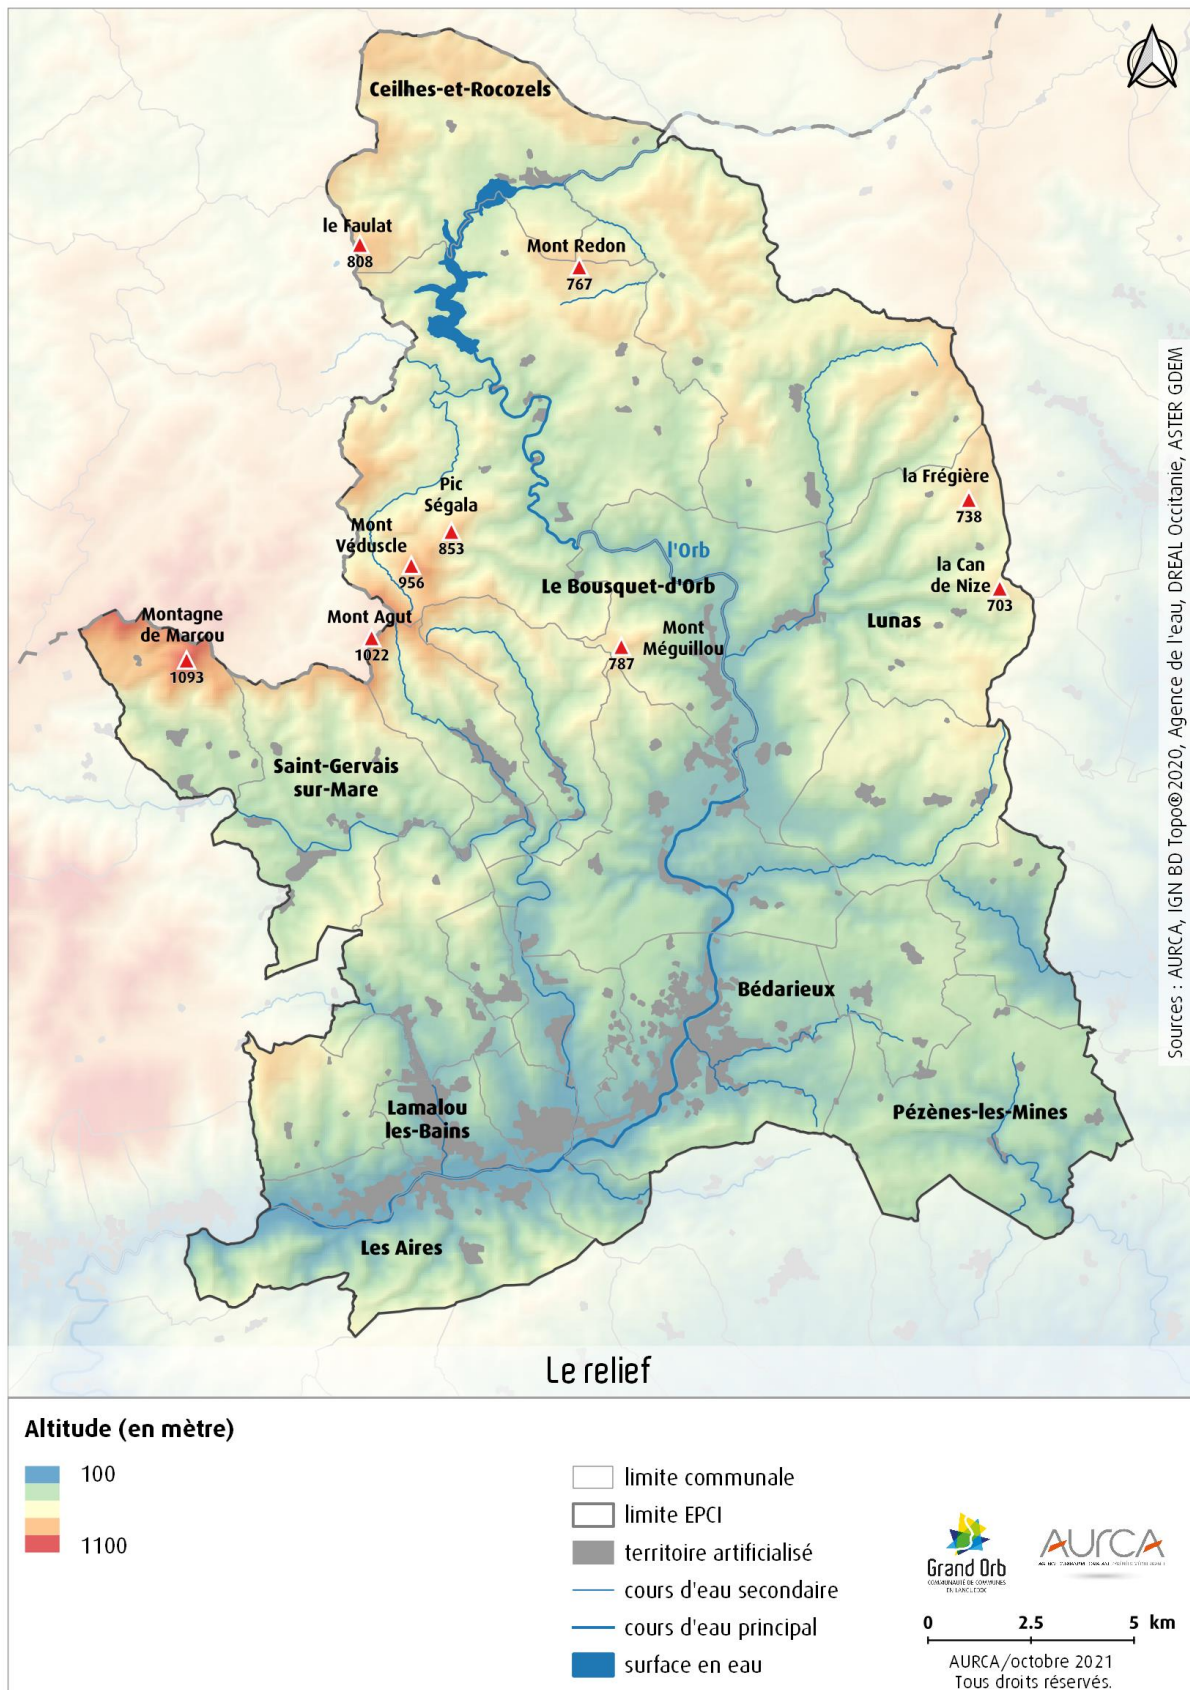 Ceilhes-et-Rocozels
le Faulat
808
Mont Redon
767
Pic
Ségala
853
Mont
Véduscle
956
la Frégière
738
l'Orb
Le Bousquet-d'Orb
la Can
de Nize
703
Lunas
Montagne
de Marcou
1093
Mont Agut
1022
Mont
Méguillou
787
Saint-Gervais
sur-Mare
Bédarieux
Lamalou
les-Bains
Pézènes-les-Mines
Les Aires
Sources : AURCA, IGN BD Topo®2020, Agence de l'eau, DREAL Occitanie, ASTER GDEM
Le relief
Altitude (en mètre)
100
1100
limite communale
limite EPCI
territoire artificialisé
cours d'eau secondaire
cours d'eau principal
surface en eau
Grand Orb
COMMUNAUTÉ DE COMMUNES
EN LANGUEDOC
AURCA
0 2.5 5 km
AURCA/octobre 2021
Tous droits réservés.